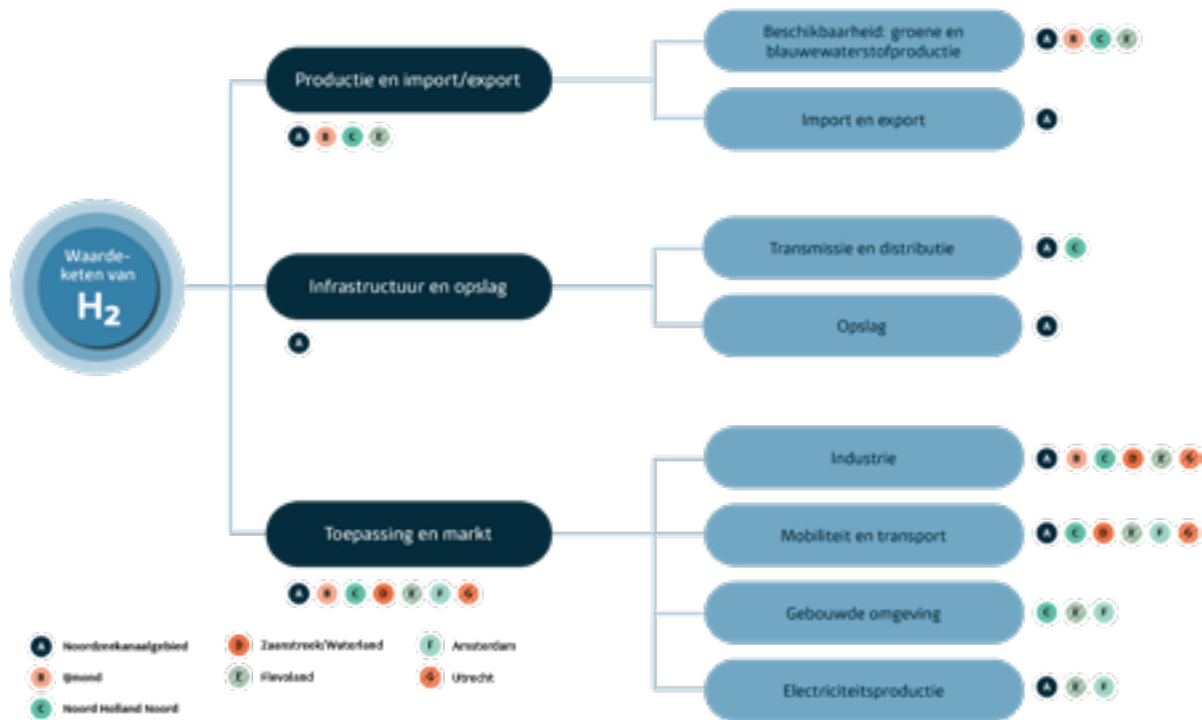 Beschikbaarheid: groene en
blauwewaterstofproductie
A B C E
Productie en import/export
A B C E
Import en export
A
Waarde-
keten van
H₂
Infrastructuur en opslag
A
Transmissie en distributie
A C
Opslag
A
Toepassing en markt
A B C D E F G
Industrie
A B C D E G
Mobiliteit en transport
A C D E F G
Gebouwde omgeving
C E F
Electriciteitsproductie
A E F
A Noordzeekanaalgebied
B IJmond
C Noord Holland Noord
D Zaanstreek/Waterland
E Flevoland
F Amsterdam
G Utrecht